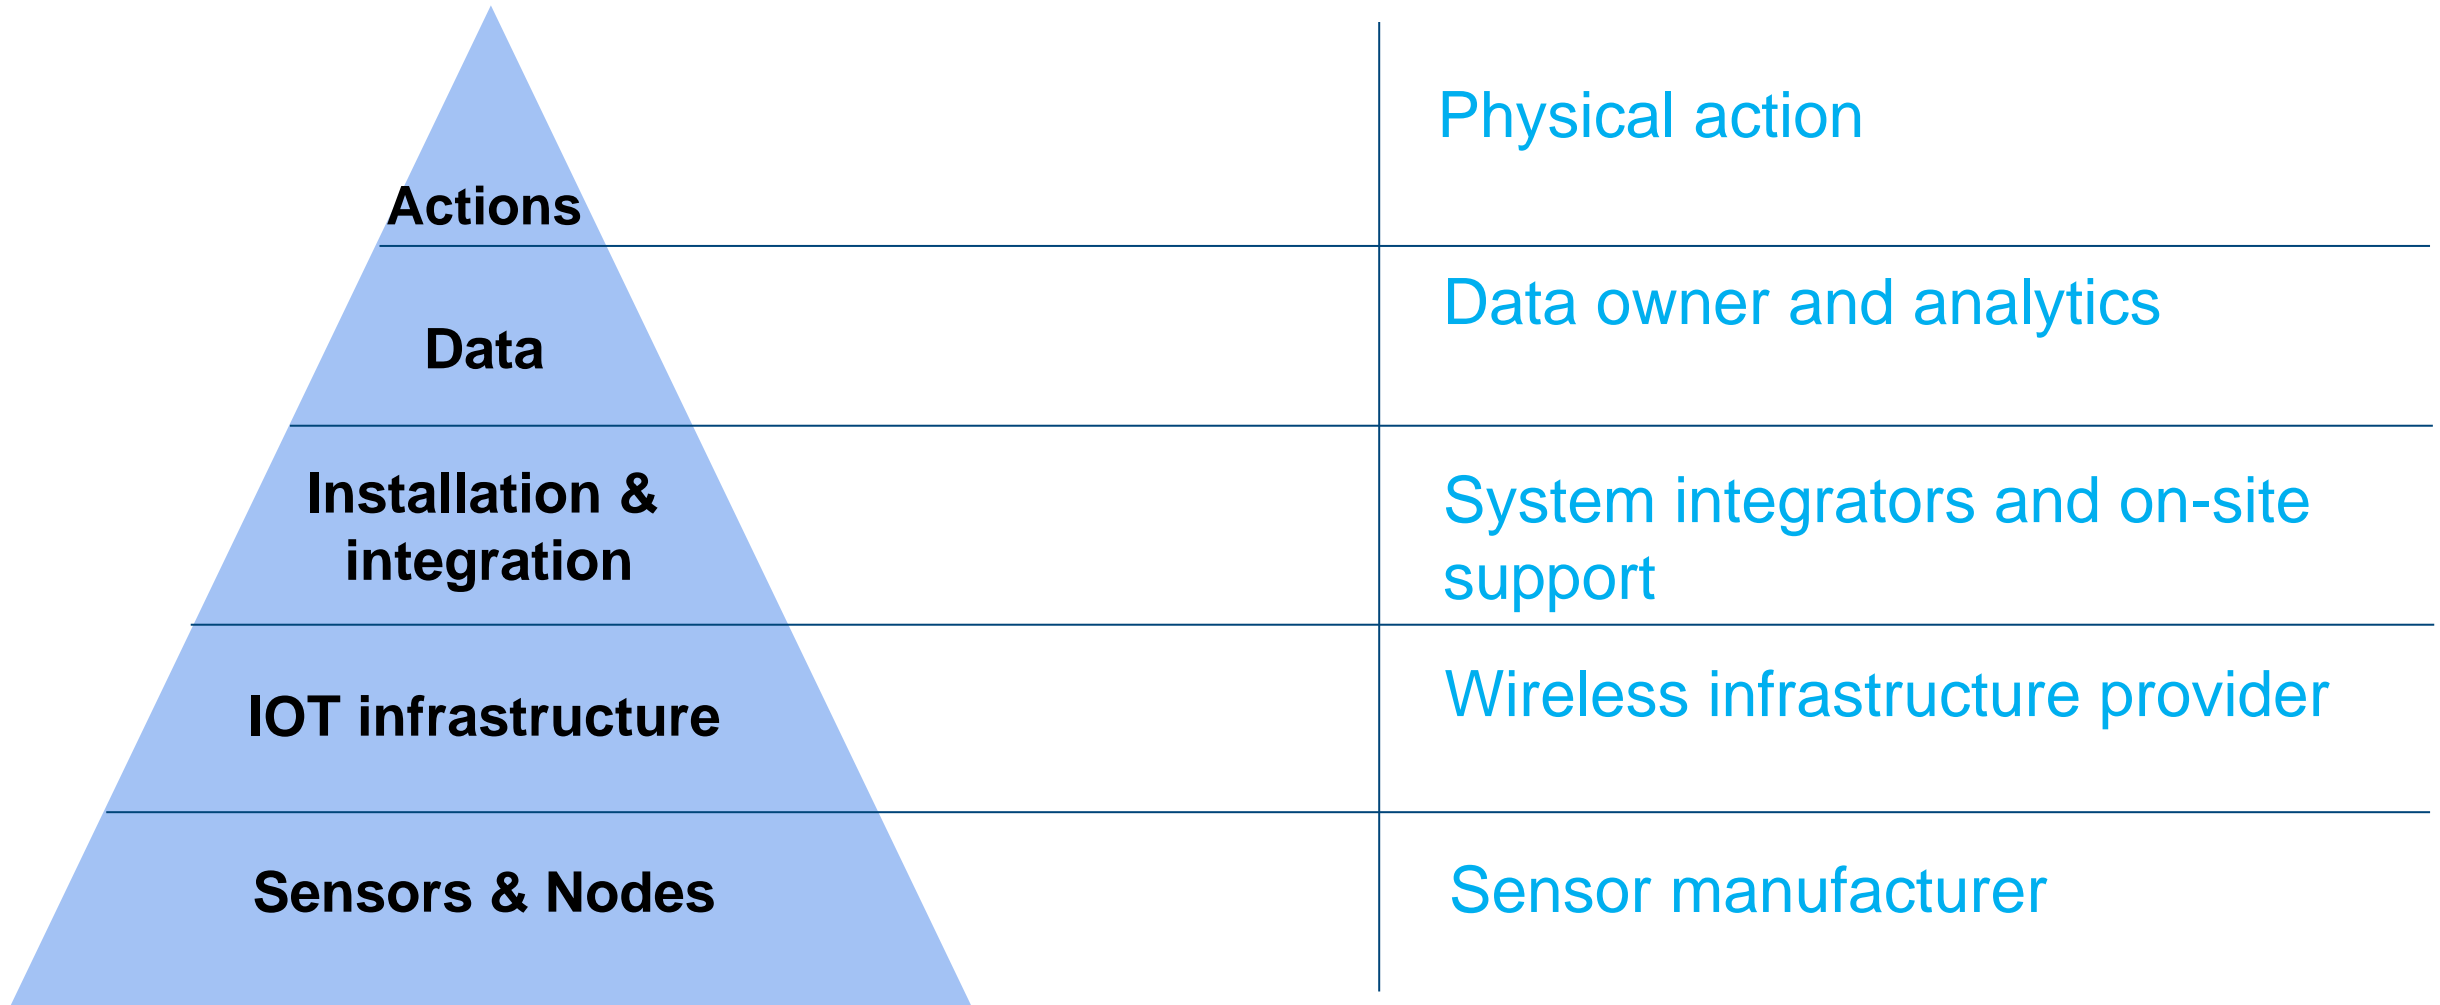 Actions
Physical action
Data
Data owner and analytics
Installation &
integration
System integrators and on-site
support
IOT infrastructure
Wireless infrastructure provider
Sensors & Nodes
Sensor manufacturer